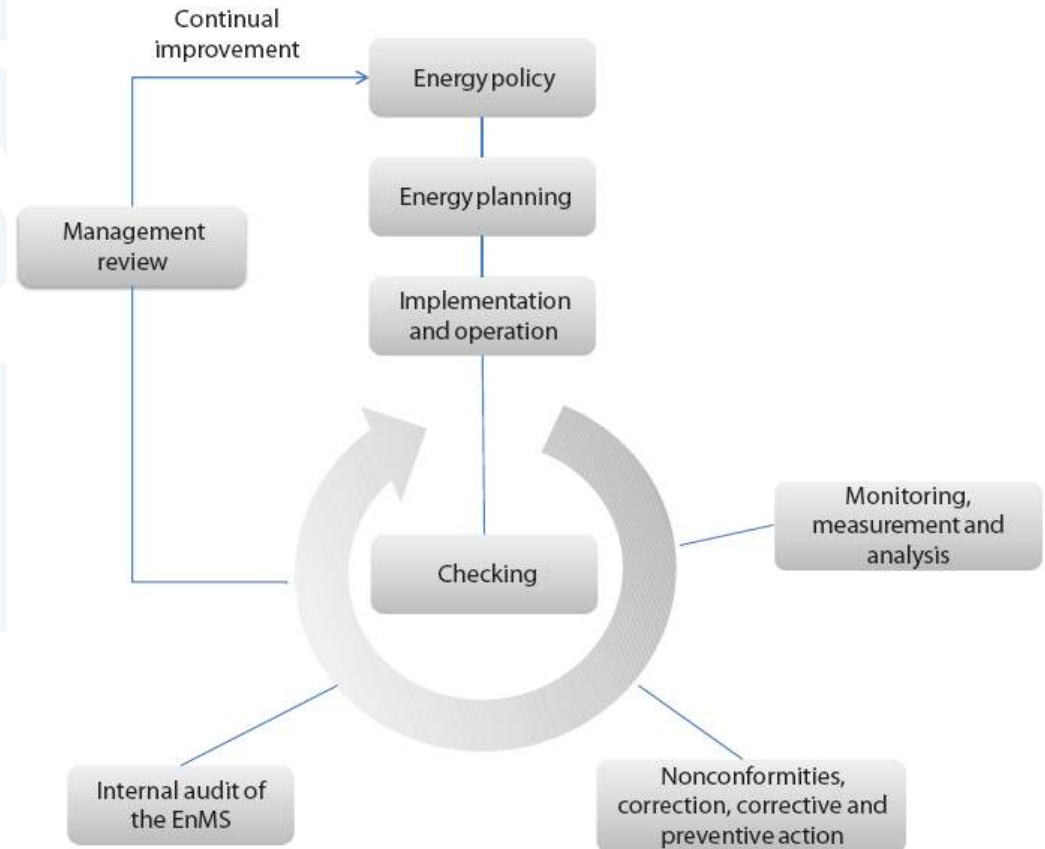 Continual
improvement
Energy policy
Energy planning
Management
review
Implementation
and operation
Checking
Monitoring,
measurement and
analysis
Internal audit of
the EnMS
Nonconformities,
correction, corrective and
preventive action